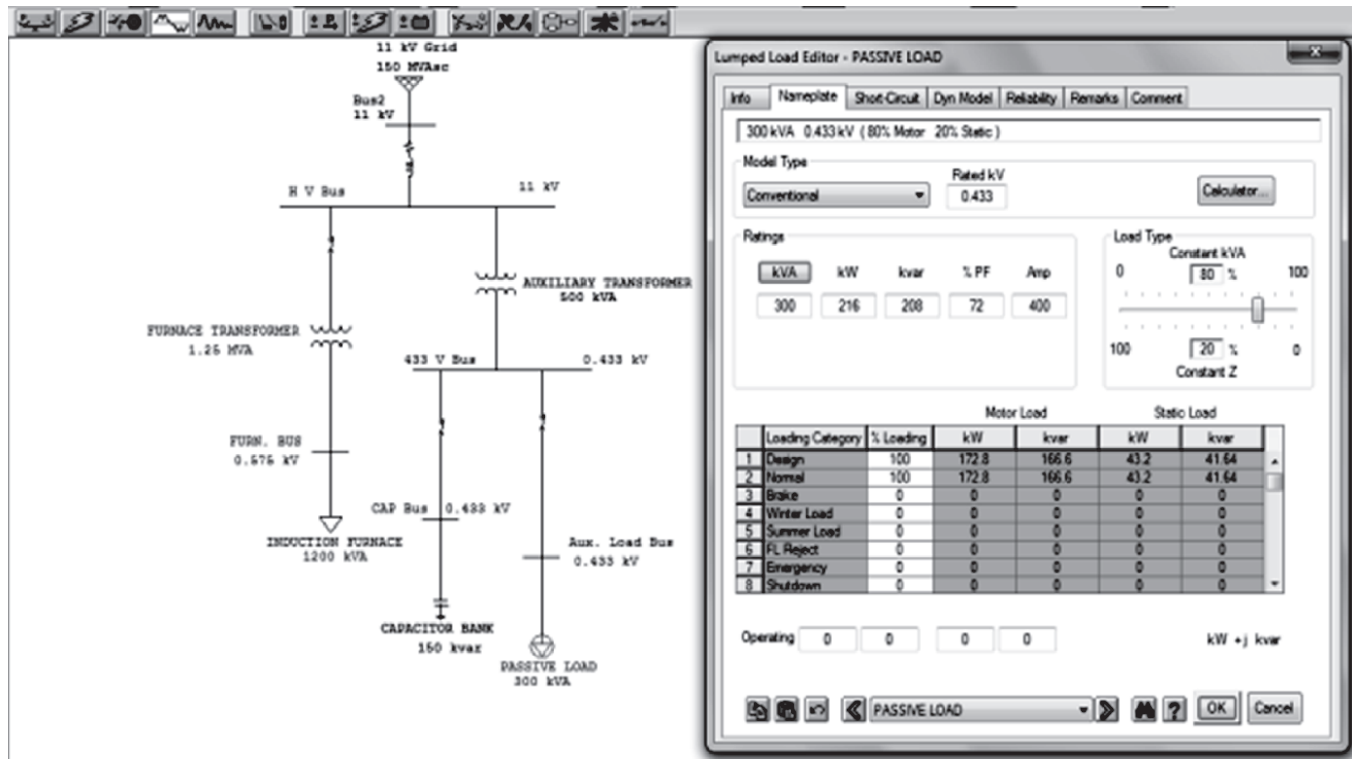 11 kV Grid
150 MVAsc
Bus2
11 kV
H V Bus
11 kV
AUXILIARY TRANSFORMER
500 kVA
FURNACE TRANSFORMER
1.25 MVA
433 V Bus
0.433 kV
FURN. BUS
0.575 kV
CAP Bus 0.433 kV
INDUCTION FURNACE
1200 kVA
Aux. Load Bus
0.433 kV
CAPACITOR BANK
150 kvar
PASSIVE LOAD
300 kVA
Lumped Load Editor - PASSIVE LOAD
Info Nameplate Short-Circuit Dyn Model Reliability Remarks Comment
300 kVA 0.433 kV (80% Motor 20% Static )
Model Type
Conventional
Rated kV
0.433
Calculator...
Ratings
kVA kW kvar % PF Amp
300 216 208 72 400
Load Type
Constant kVA
0 80 % 100
100 20 % 0
Constant Z
Motor Load Static Load
Loading Category % Loading kW kvar kW kvar
1 Design 100 172.8 166.6 43.2 41.64
2 Normal 100 172.8 166.6 43.2 41.64
3 Brake 0 0 0 0 0
4 Winter Load 0 0 0 0 0
5 Summer Load 0 0 0 0 0
6 FL Reject 0 0 0 0 0
7 Emergency 0 0 0 0 0
8 Shutdown 0 0 0 0 0
Operating 0 0 0 0 kW +j kvar
PASSIVE LOAD ? OK Cancel